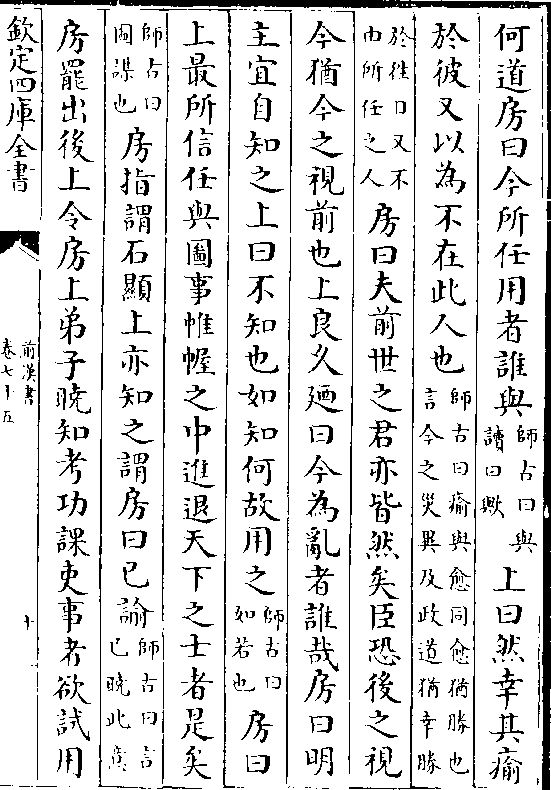 何道房曰今所任用者誰與師古曰與讀曰歟上曰然幸其瘉
於彼又以為不在此人也師古曰瘉與愈同愈猶勝也言今之災異及政道猶幸勝
於往日又不由所任之人房曰夫前世之君亦皆然矣臣恐後之視
今猶今之視前也上良久廼曰今為亂者誰哉房曰明
主宜自知之上曰不知也如知何故用之師古曰如若也房曰
上最所信任與圖事帷幄之中進退天下之士者是矣
師古曰圖謀也房指謂石顯上亦知之謂房曰已諭師古曰言已曉此意
房罷出後上令房上弟子曉知考功課吏事者欲試用
欽定四庫全書
前漢書
卷七十五
十